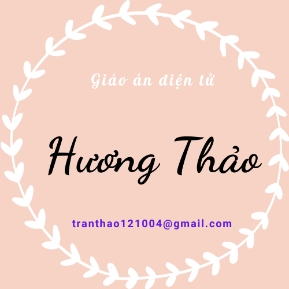 Giáo án điện tử
Hương Thảo
tranthao121004@gmail.com